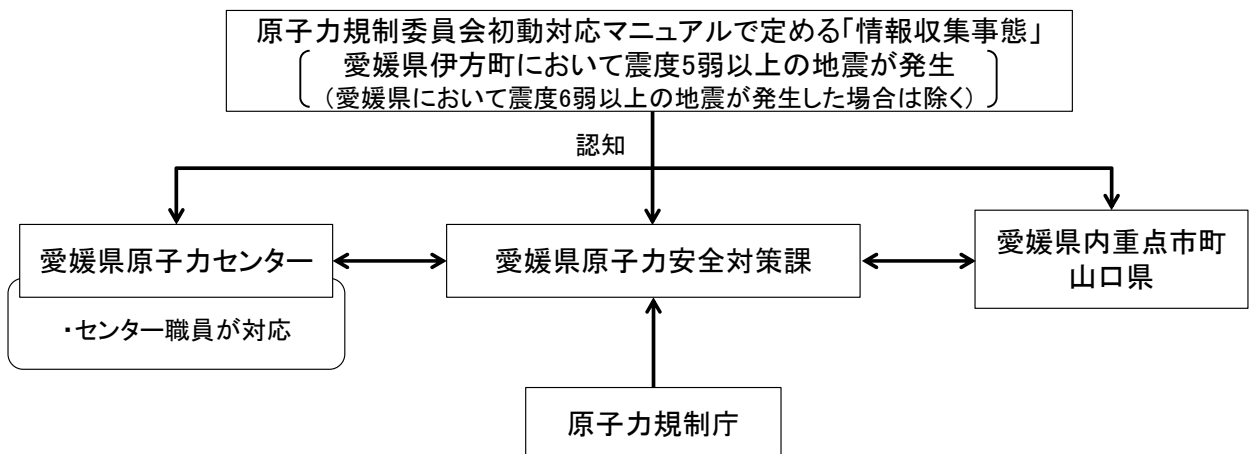 原子力規制委員会初動対応マニュアルで定める「情報収集事態」
愛媛県伊方町において震度5弱以上の地震が発生
（愛媛県において震度6弱以上の地震が発生した場合は除く）
認知
愛媛県原子力センター
・センター職員が対応
愛媛県原子力安全対策課
愛媛県内重点市町
山口県
原子力規制庁